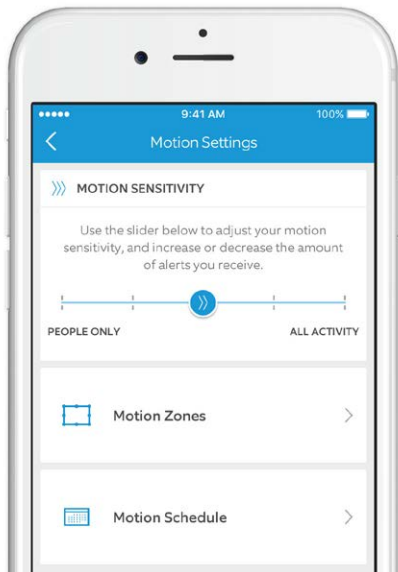 9:41 AM
100%
Motion Settings
MOTION SENSITIVITY
Use the slider below to adjust your motion
sensitivity, and increase or decrease the amount
of alerts you receive.
PEOPLE ONLY
ALL ACTIVITY
Motion Zones
Motion Schedule